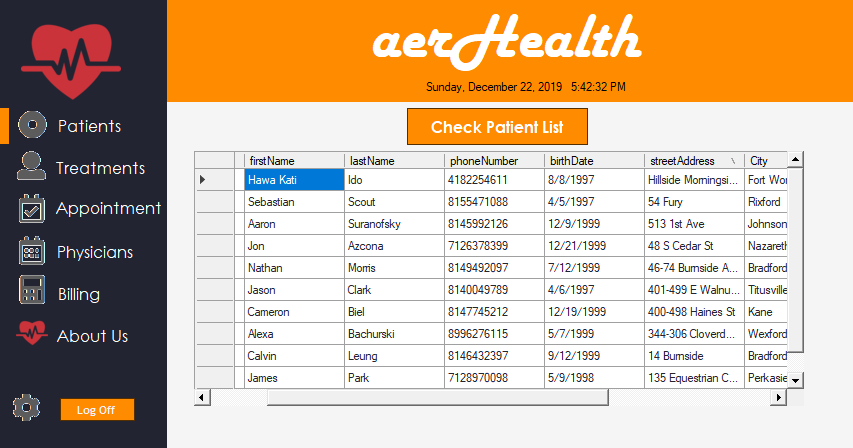 aerHealth
Sunday, December 22, 2019 5:42:32 PM
Patients
Treatments
Appointment
Physicians
Billing
About Us
Log Off
Check Patient List
firstName lastName phoneNumber birthDate streetAddress City
Hawa Kati Ido 4182254611 8/8/1997 Hillside Morningsi... Fort Wor
Sebastian Scout 8155471088 4/5/1997 54 Fury Rixford
Aaron Suranofsky 8145992126 12/9/1999 513 1st Ave Johnson
Jon Azcona 7126378399 12/21/1999 48 S Cedar St Nazareth
Nathan Morris 8149492097 7/12/1999 46-74 Burnside A... Bradford
Jason Clark 8140049789 4/6/1997 401-499 E Walnu... Titusville
Cameron Biel 8147745212 12/19/1999 400-498 Haines St Kane
Alexa Bachurski 8996276115 5/7/1999 344-306 Cloverd... Wexford
Calvin Leung 8146432397 9/12/1999 14 Burnside Bradford
James Park 7128970098 5/9/1998 135 Equestrian C... Perkasie